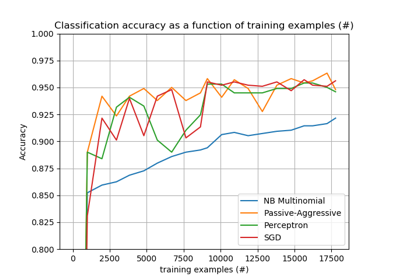 Classification accuracy as a function of training examples (#)
1.000
0.975
0.950
0.925
0.900
0.875
0.850
0.825
0.800
Accuracy
NB Multinomial
Passive-Aggressive
Perceptron
SGD
0 2500 5000 7500 10000 12500 15000 17500
training examples (#)